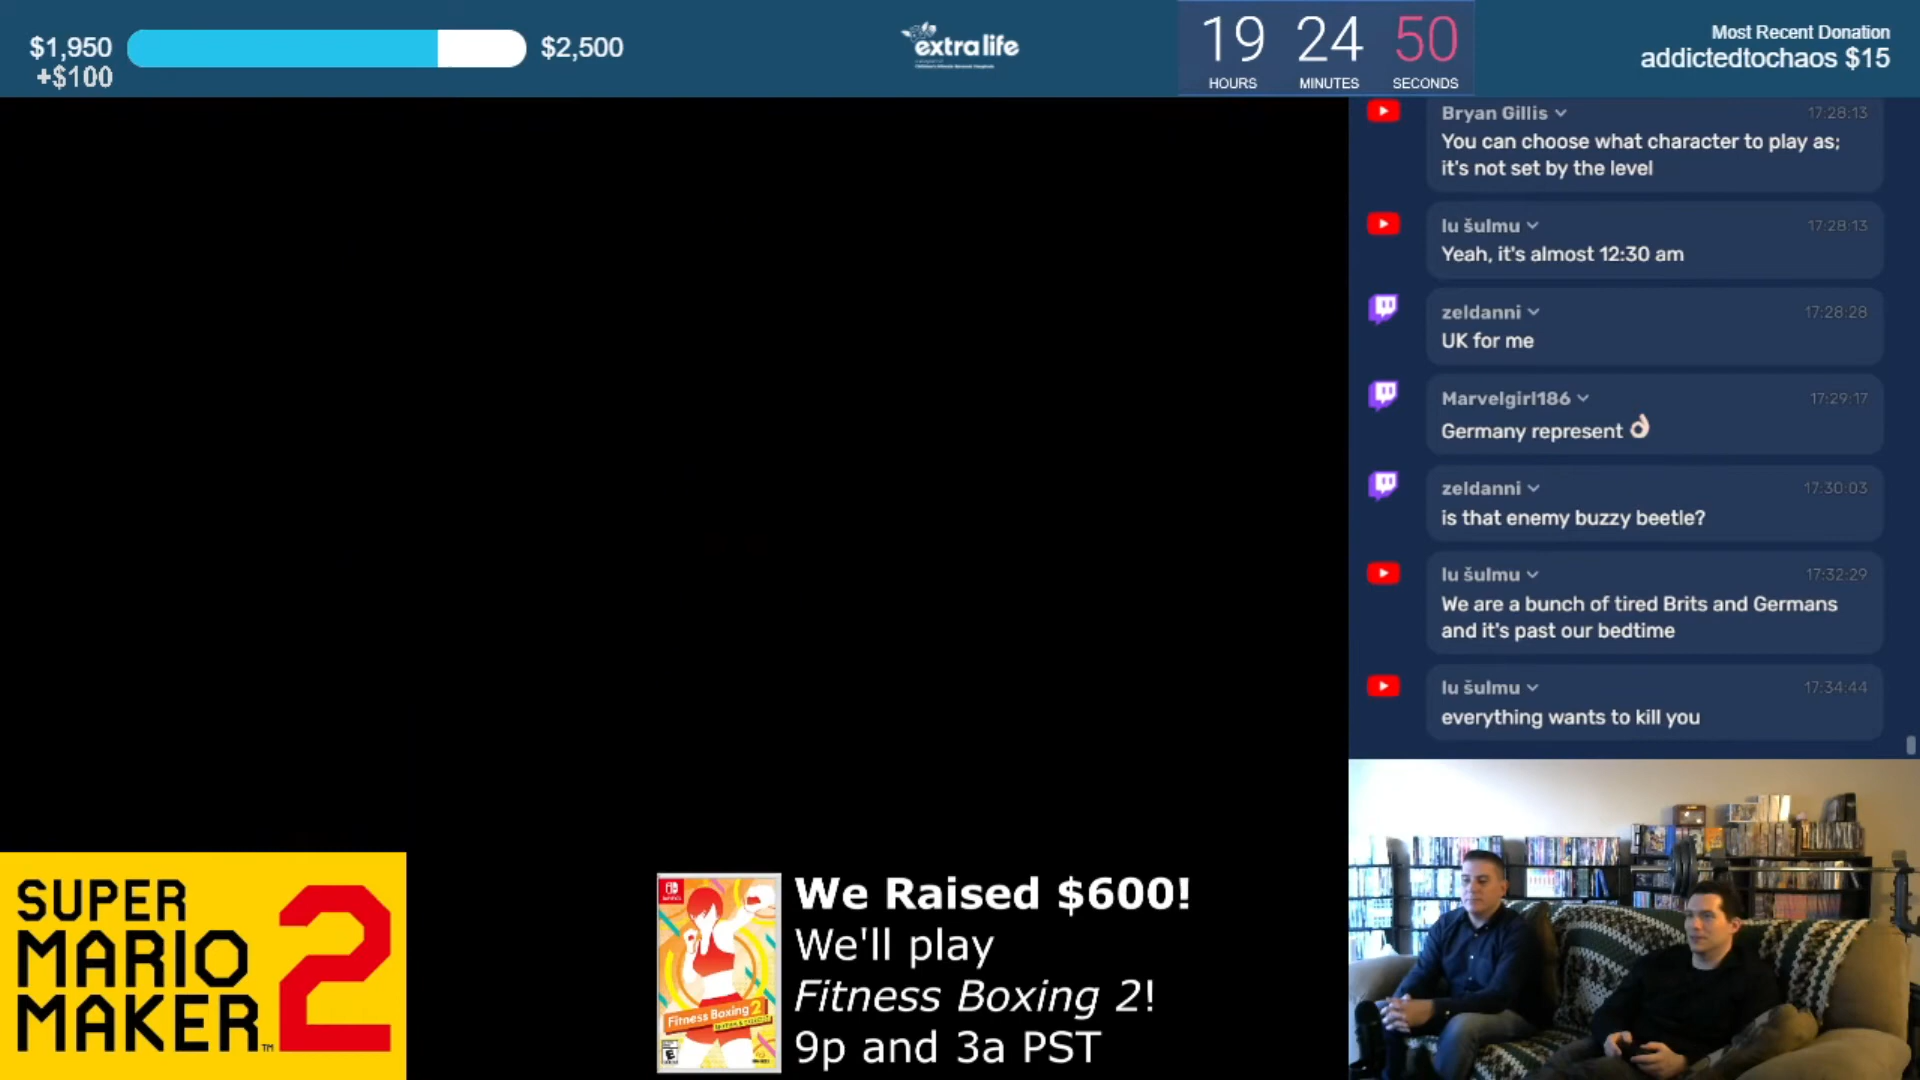 $1,950
+$100
$2,500
extralife
19 24 50
HOURS MINUTES SECONDS
Most Recent Donation
addictedtochaos $15
Bryan Gillis 17:28:13
You can choose what character to play as;
it's not set by the level
lu šulmu 17:28:13
Yeah, it's almost 12:30 am
zeldanni 17:28:28
UK for me
Marvelgirl186 17:29:17
Germany represent 👌🏻
zeldanni 17:30:03
is that enemy buzzy beetle?
lu šulmu 17:32:29
We are a bunch of tired Brits and Germans
and it's past our bedtime
lu šulmu 17:34:44
everything wants to kill you
SUPER
MARIO
MAKER 2
TM
Fitness Boxing 2
E
We Raised $600!
We'll play
Fitness Boxing 2!
9p and 3a PST